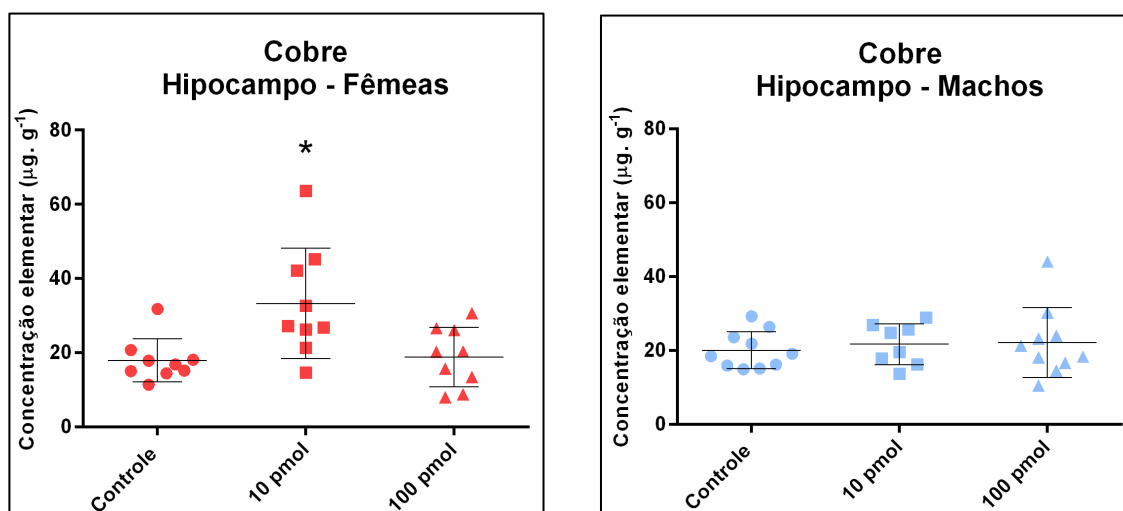 Cobre
Hipocampo - Fêmeas
Concentração elementar (µg. g⁻¹)
80
60
40
20
0
*
Controle
10 pmol
100 pmol
Cobre
Hipocampo - Machos
Concentração elementar (µg. g⁻¹)
80
60
40
20
0
Controle
10 pmol
100 pmol